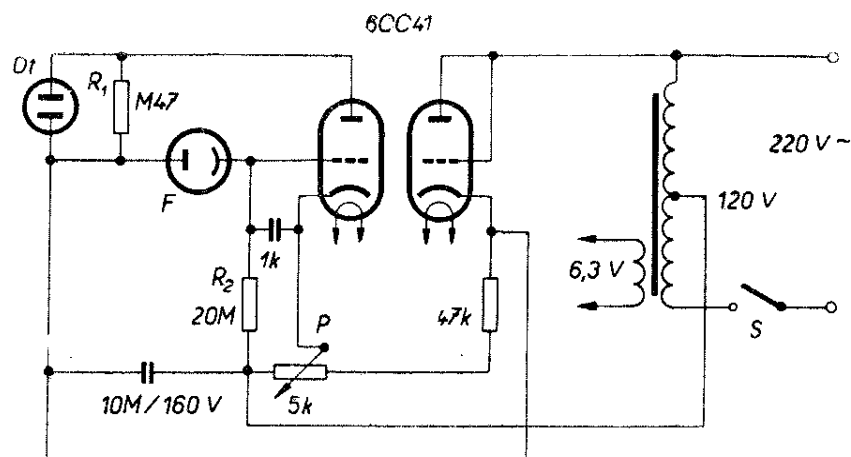 6CC41
D1
R1
M47
F
1k
R2
20M
P
47k
5k
10M/160 V
6,3 V
120 V
220 V~
S